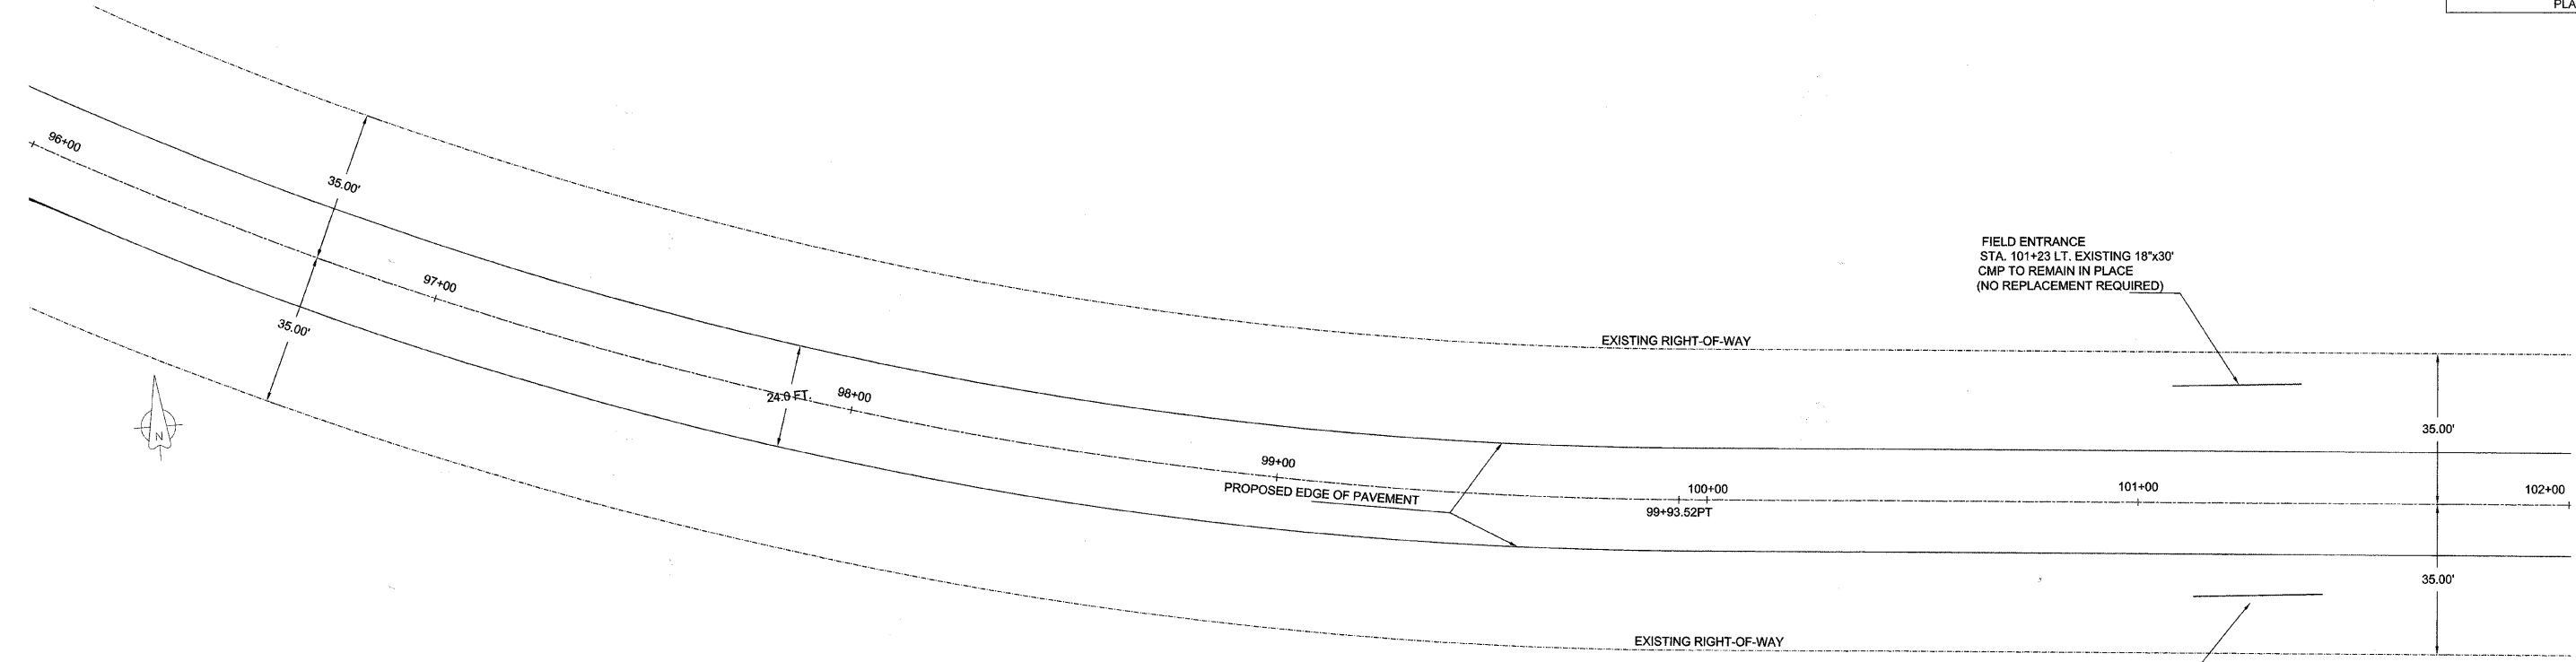 PLA
96+00
35.00'
97+00
35.00'
24.0 FT.
98+00
99+00
PROPOSED EDGE OF PAVEMENT
EXISTING RIGHT-OF-WAY
100+00
99+93.52PT
FIELD ENTRANCE
STA. 101+23 LT. EXISTING 18"x30'
CMP TO REMAIN IN PLACE
(NO REPLACEMENT REQUIRED)
101+00
35.00'
102+00
35.00'
EXISTING RIGHT-OF-WAY
N